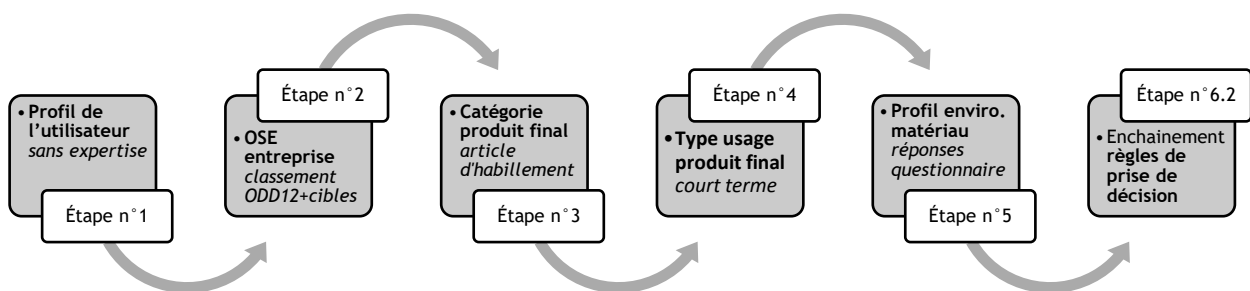 • Profil de
l'utilisateur
sans expertise
Étape n°1
Étape n°2
• OSE
entreprise
classement
ODD12+cibles
• Catégorie
produit final
article
d'habillement
Étape n°3
Étape n°4
• Type usage
produit final
court terme
• Profil enviro.
matériau
réponses
questionnaire
Étape n°5
Étape n°6.2
• Enchainement
règles de
prise de
décision